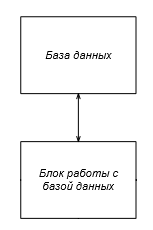 База данных
Блок работы с
базой данных